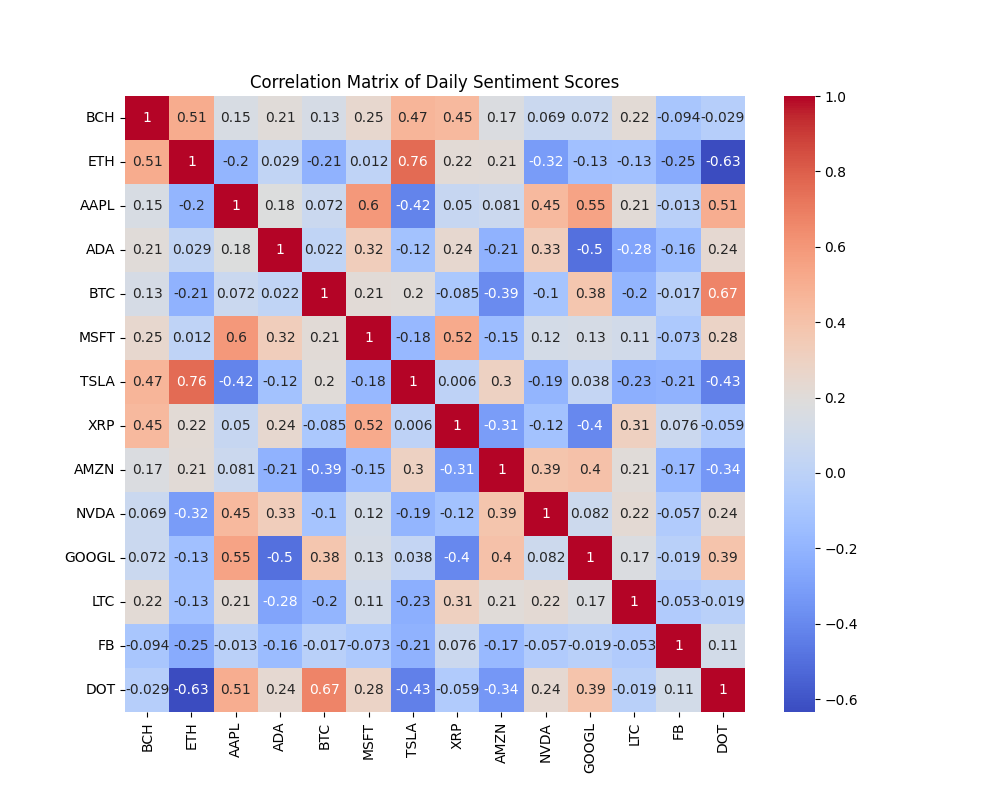 Correlation Matrix of Daily Sentiment Scores
BCH 1 0.51 0.15 0.21 0.13 0.25 0.47 0.45 0.17 0.069 0.072 0.22 -0.094 -0.029
ETH 0.51 1 -0.2 0.029 -0.21 0.012 0.76 0.22 0.21 -0.32 -0.13 -0.13 -0.25 -0.63
AAPL 0.15 -0.2 1 0.18 0.072 0.6 -0.42 0.05 0.081 0.45 0.55 0.21 -0.013 0.51
ADA 0.21 0.029 0.18 1 0.022 0.32 -0.12 0.24 -0.21 0.33 -0.5 -0.28 -0.16 0.24
BTC 0.13 -0.21 0.072 0.022 1 0.21 0.2 -0.085 -0.39 -0.1 0.38 -0.2 -0.017 0.67
MSFT 0.25 0.012 0.6 0.32 0.21 1 -0.18 0.52 -0.15 0.12 0.13 0.11 -0.073 0.28
TSLA 0.47 0.76 -0.42 -0.12 0.2 -0.18 1 0.006 0.3 -0.19 0.038 -0.23 -0.21 -0.43
XRP 0.45 0.22 0.05 0.24 -0.085 0.52 0.006 1 -0.31 -0.12 -0.4 0.31 0.076 -0.059
AMZN 0.17 0.21 0.081 -0.21 -0.39 -0.15 0.3 -0.31 1 0.39 0.4 0.21 -0.17 -0.34
NVDA 0.069 -0.32 0.45 0.33 -0.1 0.12 -0.19 -0.12 0.39 1 0.082 0.22 -0.057 0.24
GOOGL 0.072 -0.13 0.55 -0.5 0.38 0.13 0.038 -0.4 0.4 0.082 1 0.17 -0.019 0.39
LTC 0.22 -0.13 0.21 -0.28 -0.2 0.11 -0.23 0.31 0.21 0.22 0.17 1 -0.053 -0.019
FB -0.094 -0.25 -0.013 -0.16 -0.017 -0.073 -0.21 0.076 -0.17 -0.057 -0.019 -0.053 1 0.11
DOT -0.029 -0.63 0.51 0.24 0.67 0.28 -0.43 -0.059 -0.34 0.24 0.39 -0.019 0.11 1
BCH ETH AAPL ADA BTC MSFT TSLA XRP AMZN NVDA GOOGL LTC FB DOT
1.0
0.8
0.6
0.4
0.2
0.0
−0.2
−0.4
−0.6